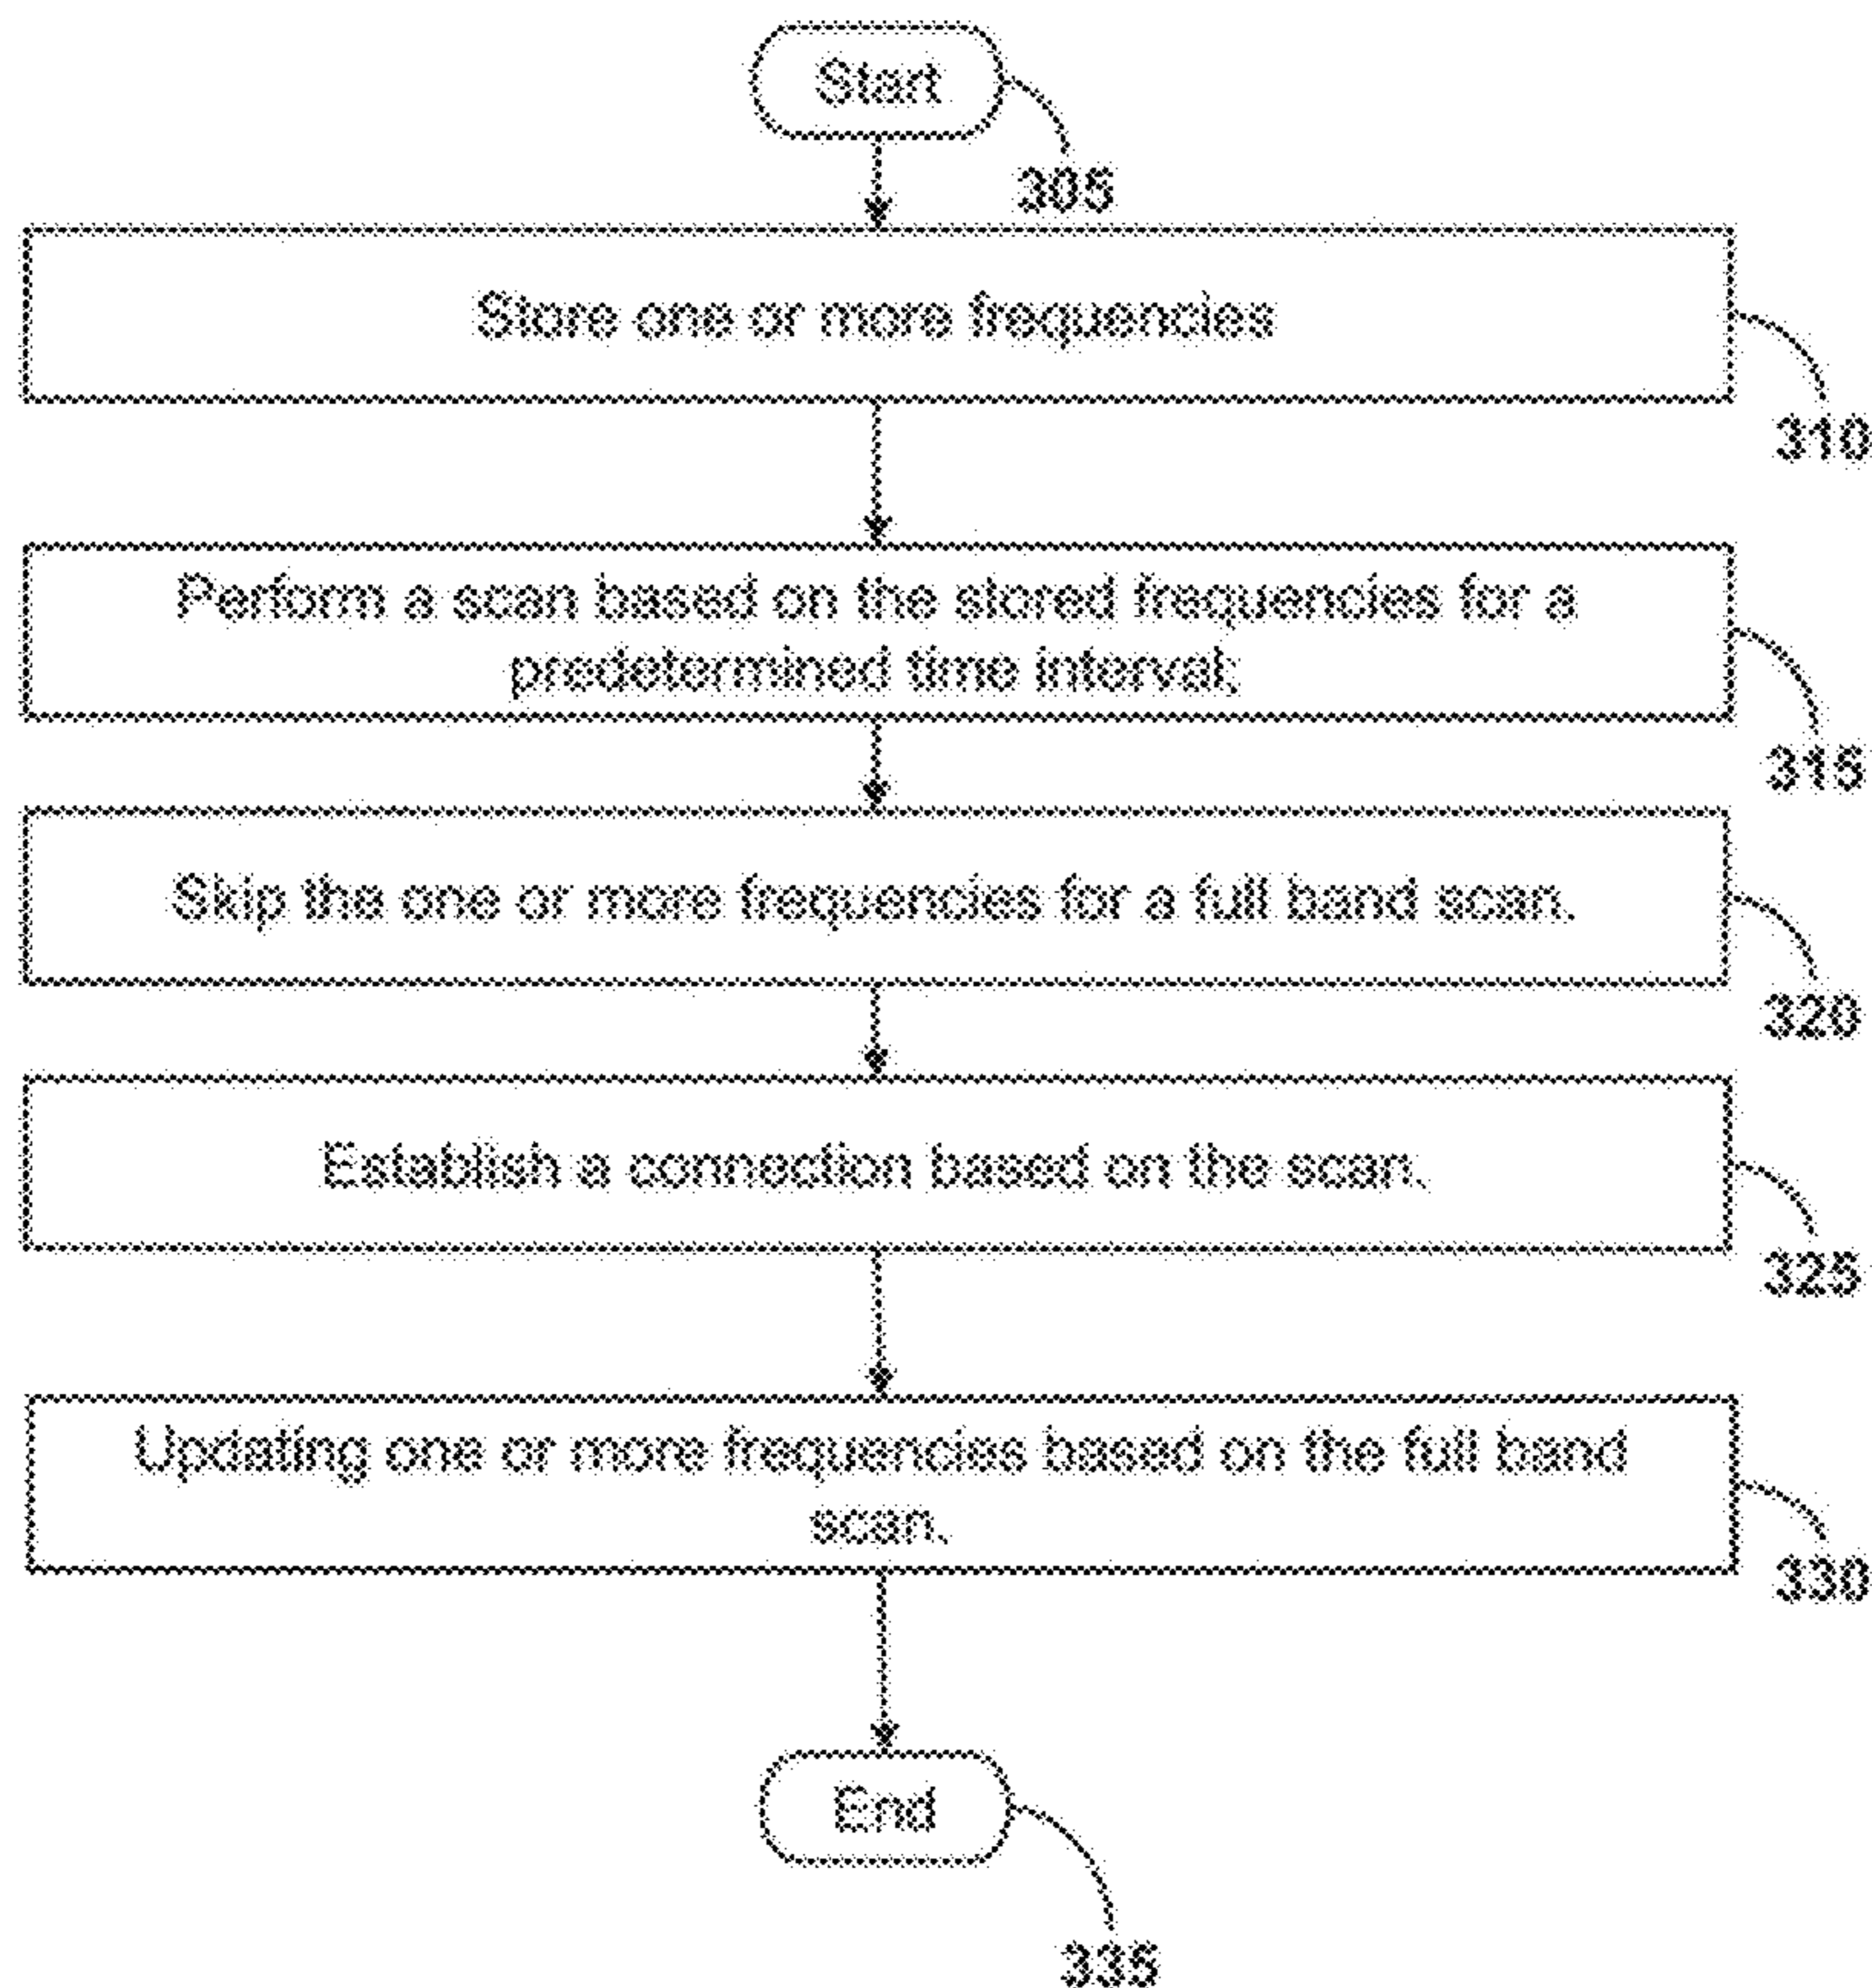 Start
305
Store one or more frequencies
310
Perform a scan based on the stored frequencies for a
predetermined time interval;
315
Skip the one or more frequencies for a full band scan.
320
Establish a connection based on the scan.
325
Updating one or more frequencies based on the full band
scan.
330
End
335